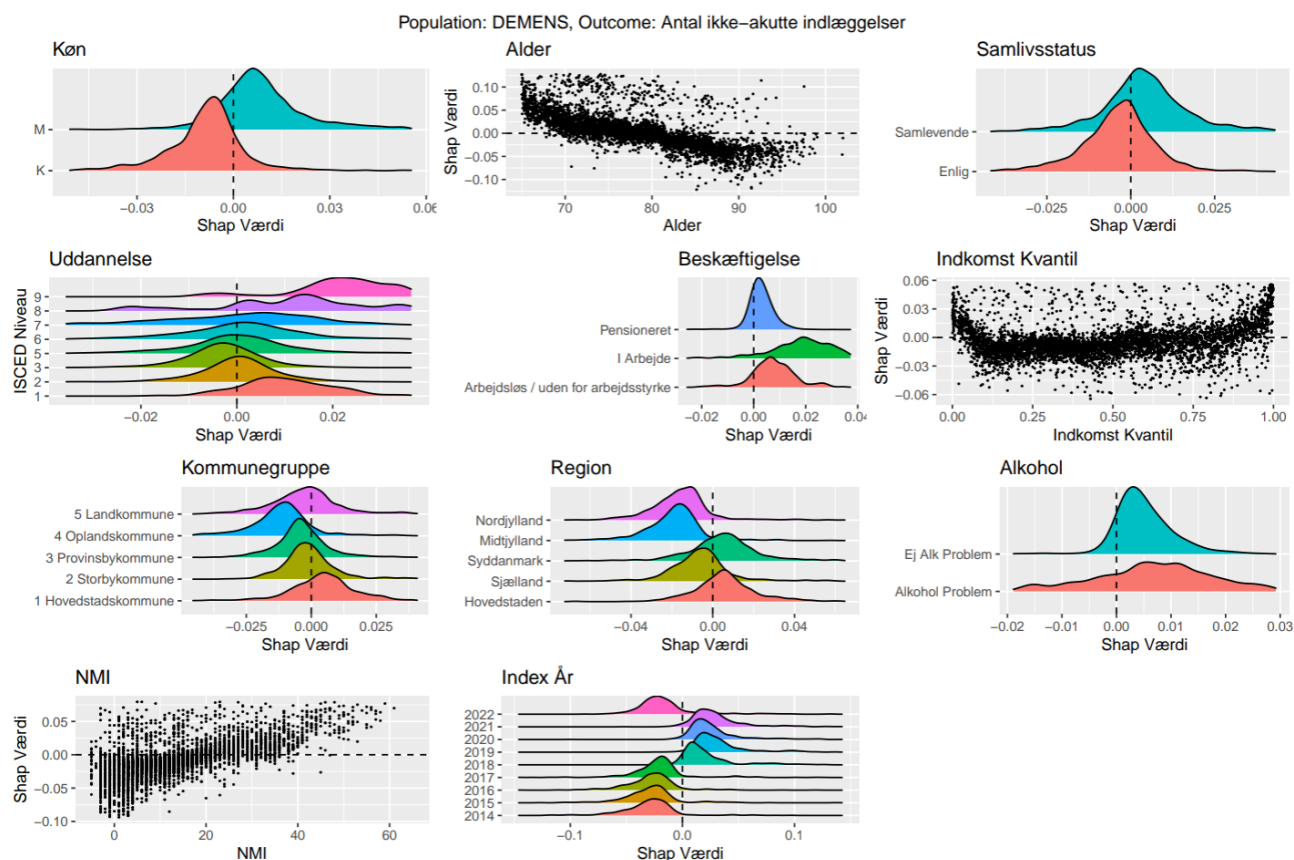 Population: DEMENS, Outcome: Antal ikke−akutte indlæggelser
Køn
M
K
−0.03 0.00 0.03 0.06
Shap Værdi
Alder
Shap Værdi
0.10
0.05
0.00
−0.05
−0.10
70 80 90 100
Alder
Samlivsstatus
Samlevende
Enlig
−0.025 0.000 0.025
Shap Værdi
Uddannelse
ISCED Niveau
9
8
7
6
5
3
2
1
−0.02 0.00 0.02
Shap Værdi
Beskæftigelse
Pensioneret
I Arbejde
Arbejdsløs / uden for arbejdsstyrke
−0.02 0.00 0.02 0.04
Shap Værdi
Indkomst Kvantil
Shap Værdi
0.06
0.03
0.00
−0.03
−0.06
0.00 0.25 0.50 0.75 1.00
Indkomst Kvantil
Kommunegruppe
5 Landkommune
4 Oplandskommune
3 Provinsbykommune
2 Storbykommune
1 Hovedstadskommune
−0.025 0.000 0.025
Shap Værdi
Region
Nordjylland
Midtjylland
Syddanmark
Sjælland
Hovedstaden
−0.04 0.00 0.04
Shap Værdi
Alkohol
Ej Alk Problem
Alkohol Problem
−0.02 −0.01 0.00 0.01 0.02 0.03
Shap Værdi
NMI
Shap Værdi
0.05
0.00
−0.05
−0.10
0 20 40 60
NMI
Index År
2022
2021
2020
2019
2018
2017
2016
2015
2014
−0.1 0.0 0.1
Shap Værdi